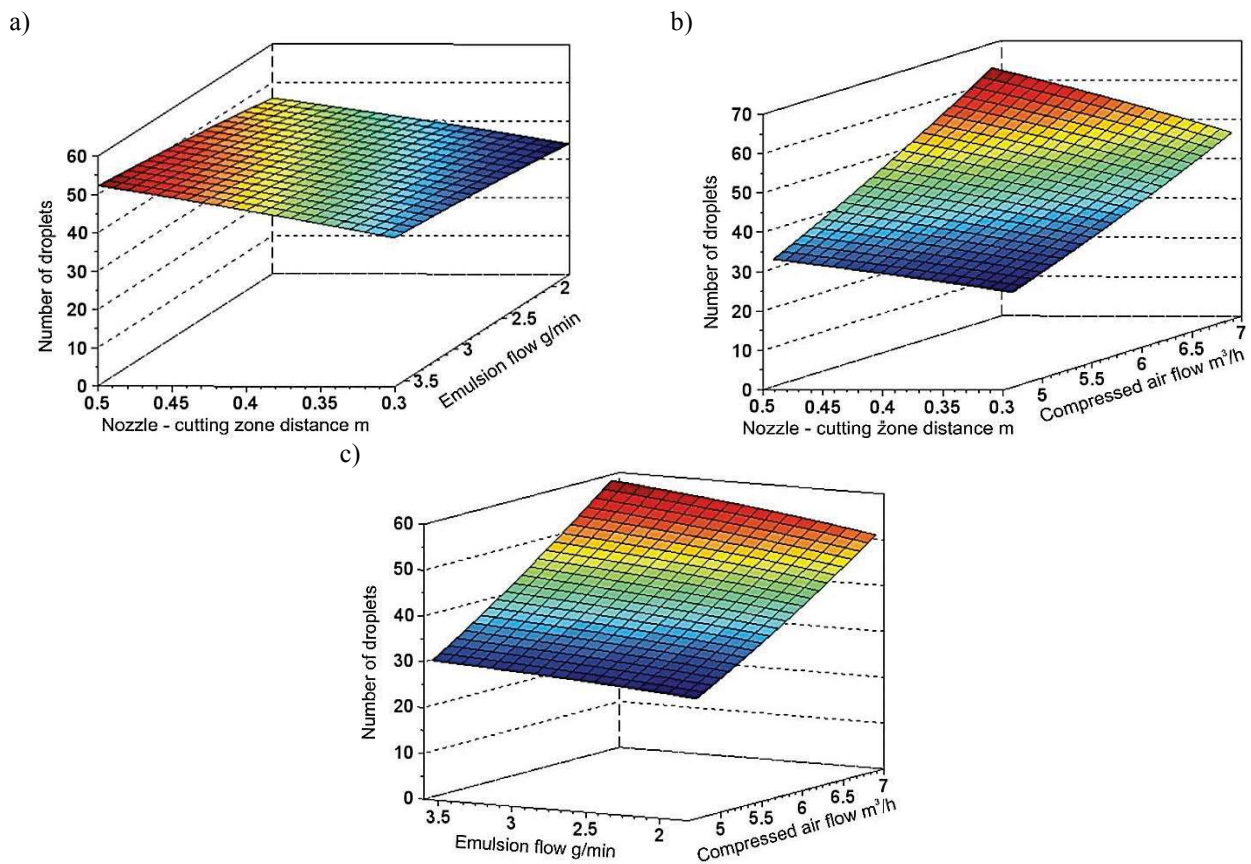 a)
60
50
40
30
20
10
0
Number of droplets
0.5 0.45 0.4 0.35 0.3
Nozzle - cutting zone distance m
3.5 3 2.5 2
Emulsion flow g/min
b)
70
60
50
40
30
20
10
0
Number of droplets
0.5 0.45 0.4 0.35 0.3
Nozzle - cutting zone distance m
5 5.5 6 6.5 7
Compressed air flow m³/h
c)
60
50
40
30
20
10
0
Number of droplets
3.5 3 2.5 2
Emulsion flow g/min
5 5.5 6 6.5 7
Compressed air flow m³/h